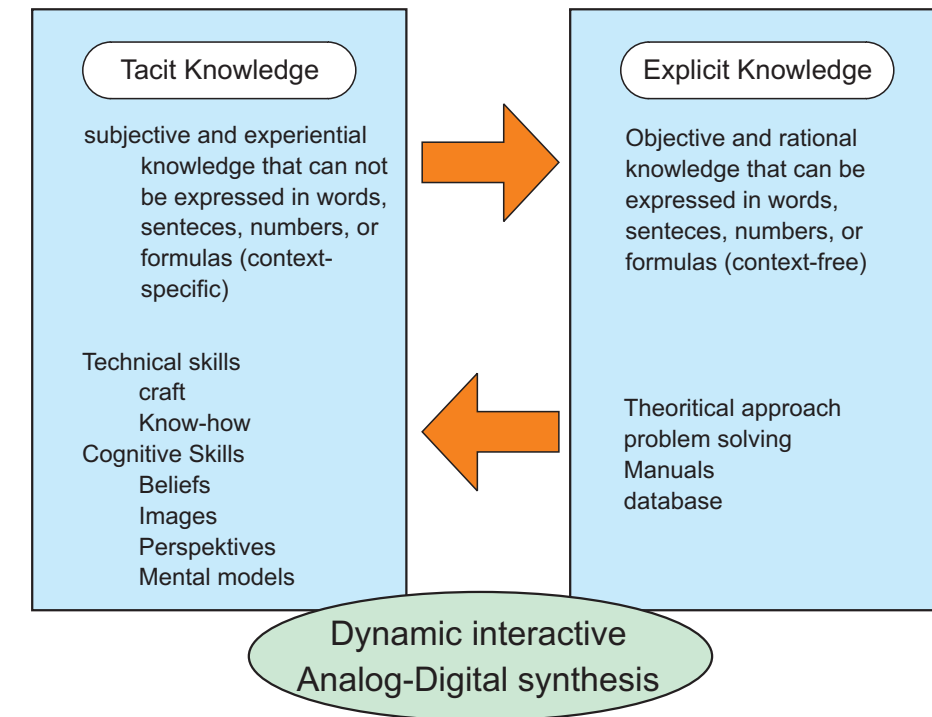 Tacit Knowledge
subjective and experiential
knowledge that can not
be expressed in words,
senteces, numbers, or
formulas (context-
specific)
Technical skills
craft
Know-how
Cognitive Skills
Beliefs
Images
Perspektives
Mental models
Explicit Knowledge
Objective and rational
knowledge that can be
expressed in words,
senteces, numbers, or
formulas (context-free)
Theoritical approach
problem solving
Manuals
database
Dynamic interactive
Analog-Digital synthesis